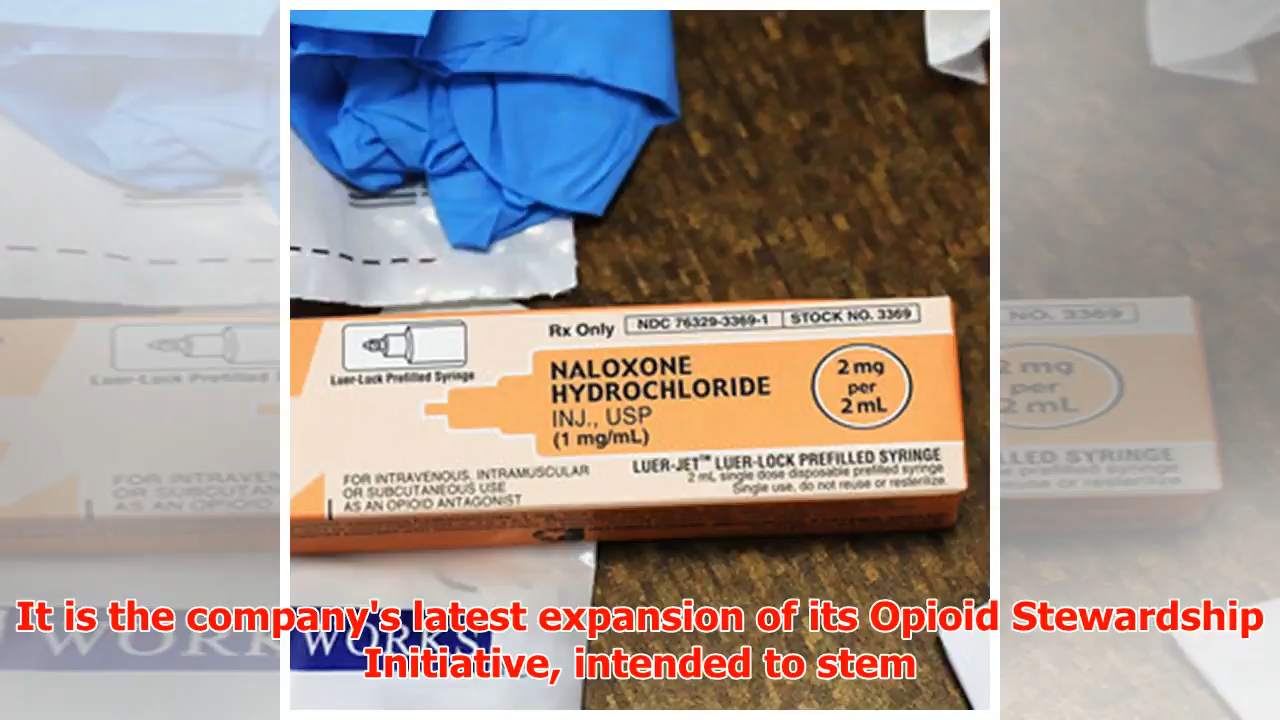 Rx Only
NDC 76329-3369-1
STOCK NO. 3369
Luer-Lock Prefilled Syringe
NALOXONE
HYDROCHLORIDE
INJ., USP
(1 mg/mL)
2 mg
per
2 mL
LUER-JET™ LUER-LOCK PREFILLED SYRINGE
2 mL single dose disposable prefilled syringe
Single use, do not reuse or resterilize.
FOR INTRAVENOUS, INTRAMUSCULAR
OR SUBCUTANEOUS USE
AS AN OPIOID ANTAGONIST
WORKS
It is the company's latest expansion of its Opioid Stewardship
Initiative, intended to stem